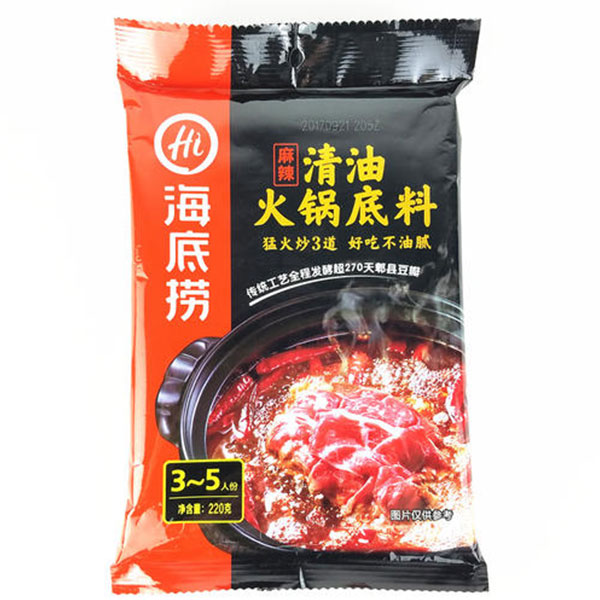 20170921 2052
Hi
海底捞
麻辣
清油
火锅底料
猛火炒3道 好吃不油腻
传统工艺全程发酵超270天郫县豆瓣
3~5人份
净含量: 220克
图片仅供参考